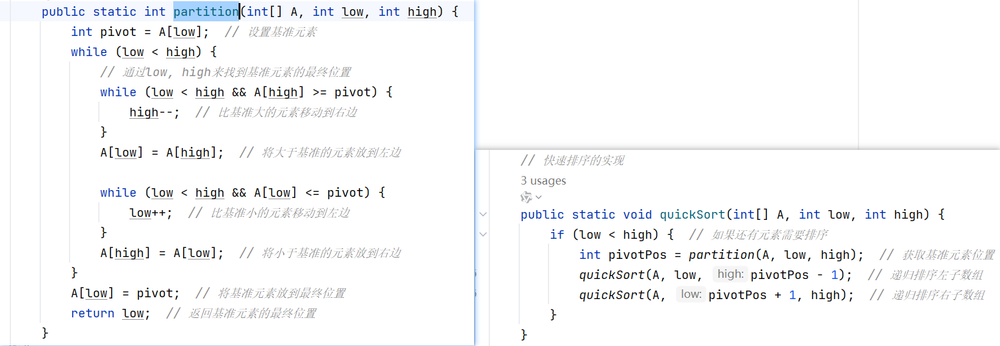 public static int partition(int[] A, int low, int high) {
int pivot = A[low];  // 设置基准元素
while (low < high) {
// 通过low, high来找到基准元素的最终位置
while (low < high && A[high] >= pivot) {
high--;  // 比基准大的元素移动到右边
}
A[low] = A[high];  // 将大于基准的元素放到左边
while (low < high && A[low] <= pivot) {
low++;  // 比基准小的元素移动到左边
}
A[high] = A[low];  // 将小于基准的元素放到右边
}
A[low] = pivot;  // 将基准元素放到最终位置
return low;  // 返回基准元素的最终位置
}
// 快速排序的实现
3 usages
public static void quickSort(int[] A, int low, int high) {
if (low < high) {  // 如果还有元素需要排序
int pivotPos = partition(A, low, high);  // 获取基准元素位置
quickSort(A, low, high: pivotPos - 1);  // 递归排序左子数组
quickSort(A, low: pivotPos + 1, high);  // 递归排序右子数组
}
}